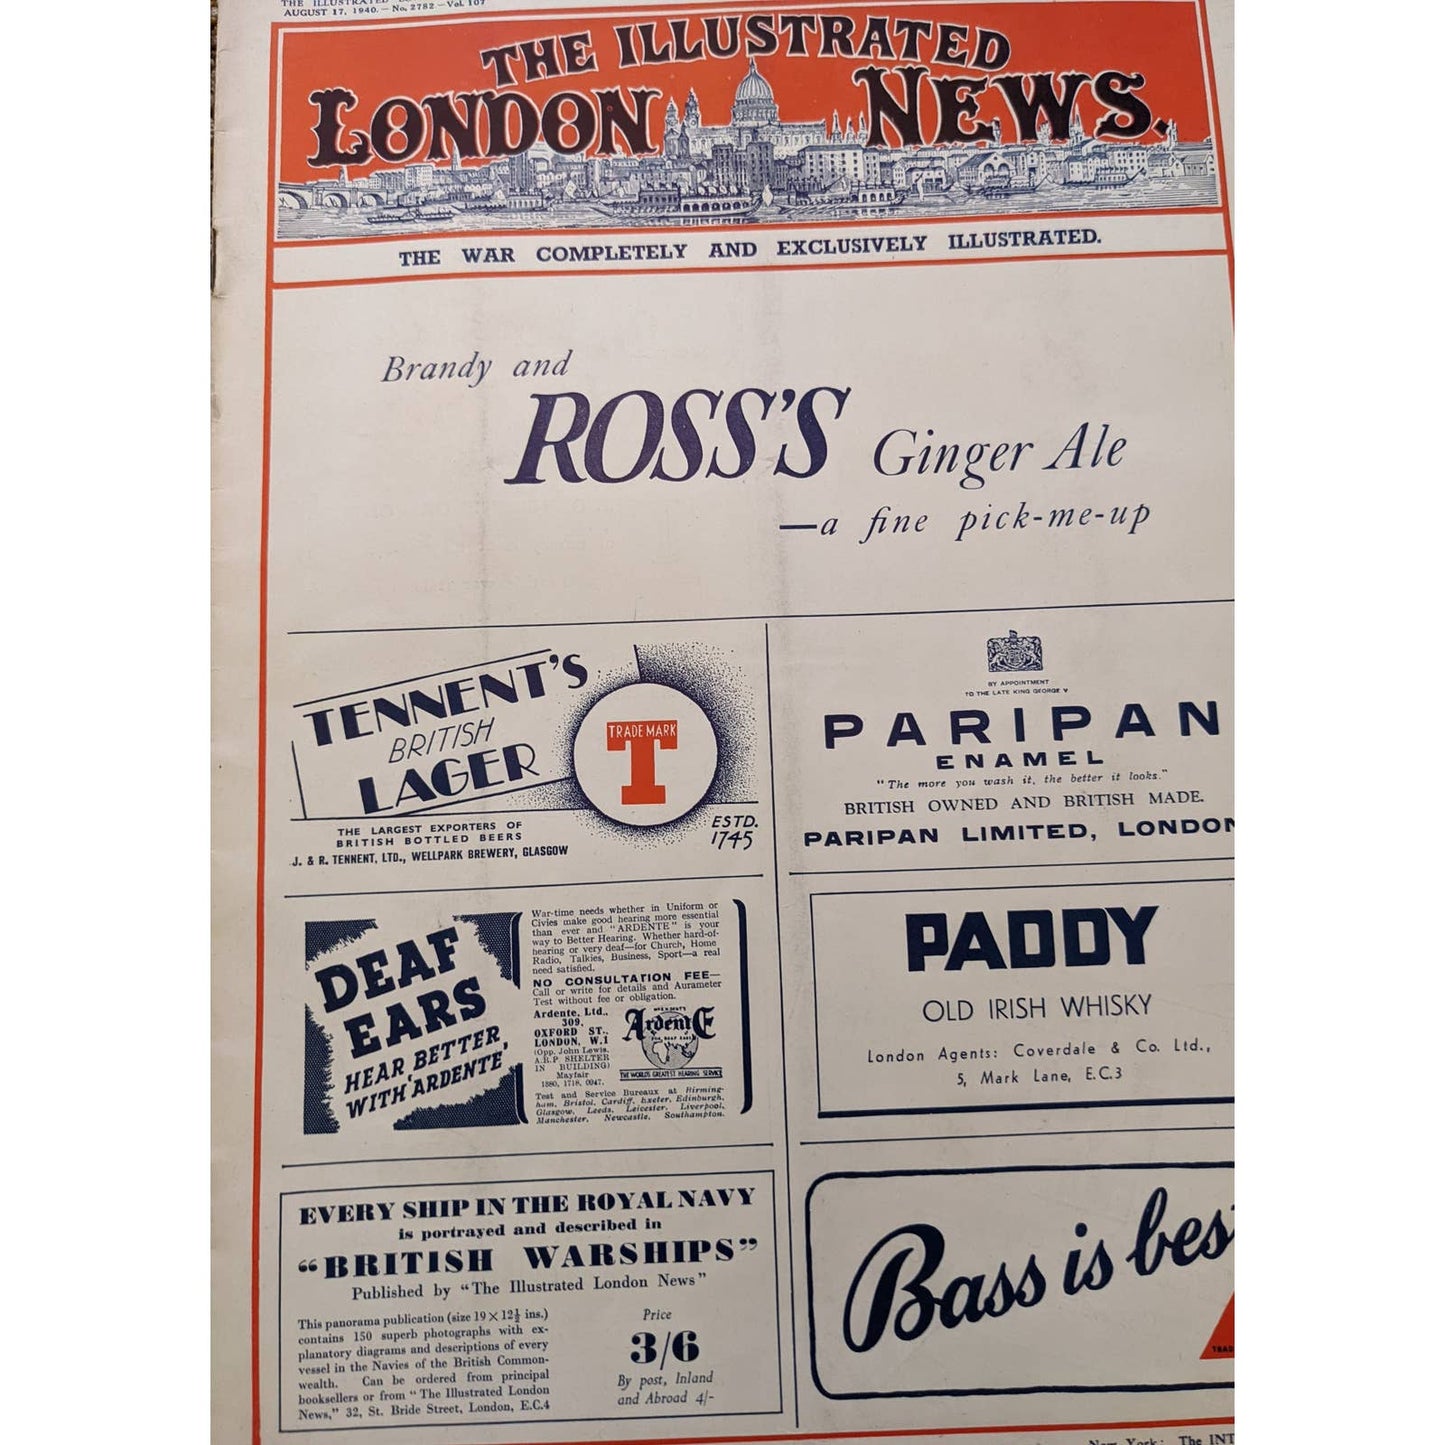 AUGUST 17, 1940.—No. 2782—Vol. 107
THE ILLUSTRATED
LONDON NEWS.
THE WAR COMPLETELY AND EXCLUSIVELY ILLUSTRATED.
Brandy and
ROSS'S Ginger Ale
—a fine pick-me-up
TENNENT'S
BRITISH
LAGER
TRADE MARK
T
THE LARGEST EXPORTERS OF
BRITISH BOTTLED BEERS
J. & R. TENNENT, LTD., WELLPARK BREWERY, GLASGOW
ESTD.
1745
BY APPOINTMENT
TO THE LATE KING GEORGE V
PARIPAN
ENAMEL
"The more you wash it, the better it looks."
BRITISH OWNED AND BRITISH MADE.
PARIPAN LIMITED, LONDON
DEAF
EARS
HEAR BETTER,
WITH 'ARDENTE'
War-time needs whether in Uniform or
Civies make good hearing more essential
than ever and "ARDENTE" is your
way to Better Hearing. Whether hard-of-
hearing or very deaf—for Church, Home
Radio, Talkies, Business, Sport—a real
need satisfied.
NO CONSULTATION FEE—
Call or write for details and Aurameter
Test without fee or obligation.
Ardente, Ltd.,
309,
OXFORD ST.,
LONDON, W.1
(Opp. John Lewis,
A.R.P. SHELTER
IN BUILDING)
Mayfair
1380, 1718, 0947.
ArdentE
FOR DEAF EARS
THE WORLD'S GREATEST HEARING SERVICE
Test and Service Bureaux at Birming-
ham, Bristol, Cardiff, Exeter, Edinburgh,
Glasgow, Leeds, Leicester, Liverpool,
Manchester, Newcastle, Southampton.
PADDY
OLD IRISH WHISKY
London Agents: Coverdale & Co. Ltd.,
5, Mark Lane, E.C.3
EVERY SHIP IN THE ROYAL NAVY
is portrayed and described in
"BRITISH WARSHIPS"
Published by "The Illustrated London News"
This panorama publication (size 19 × 12½ ins.)
contains 150 superb photographs with ex-
planatory diagrams and descriptions of every
vessel in the Navies of the British Common-
wealth. Can be ordered from principal
booksellers or from "The Illustrated London
News," 32, St. Bride Street, London, E.C.4
Price
3/6
By post, Inland
and Abroad 4/-
Bass is bes
TRAD
New York: The INT